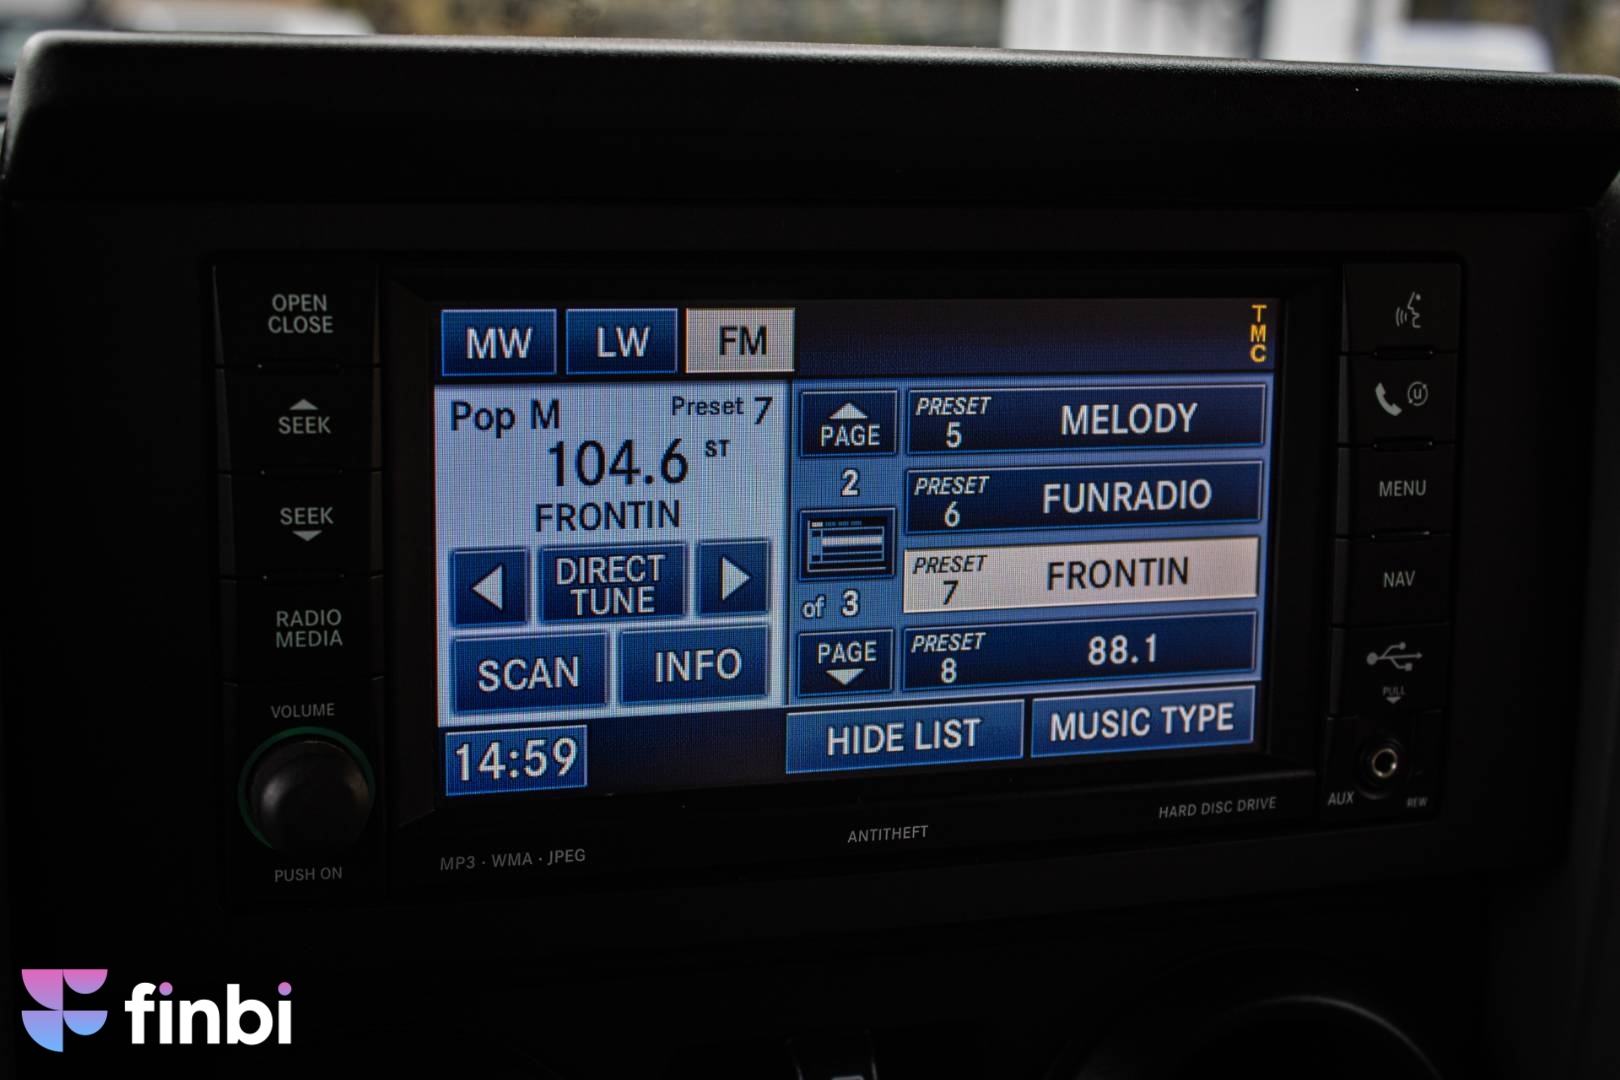 OPEN
CLOSE
SEEK
SEEK
RADIO
MEDIA
VOLUME
PUSH ON
MW
LW
FM
TMC
Pop M
Preset 7
104.6 ST
FRONTIN
DIRECT
TUNE
SCAN
INFO
14:59
PAGE
2
of 3
PAGE
PRESET
5
MELODY
PRESET
6
FUNRADIO
PRESET
7
FRONTIN
PRESET
8
88.1
HIDE LIST
MUSIC TYPE
MENU
NAV
PULL
AUX
REW
MP3 · WMA · JPEG
ANTITHEFT
HARD DISC DRIVE
finbi